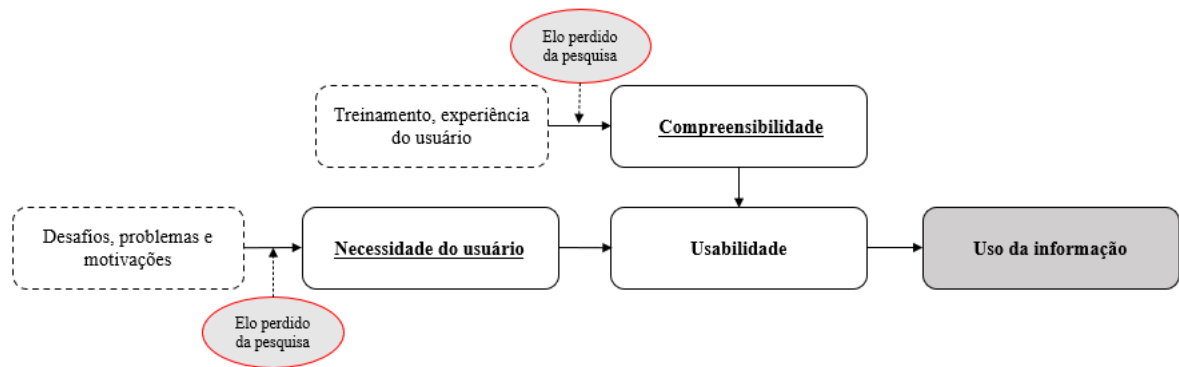 Elo perdido
da pesquisa
Treinamento, experiência
do usuário
Compreensibilidade
Desafios, problemas e
motivações
Necessidade do usuário
Usabilidade
Uso da informação
Elo perdido
da pesquisa